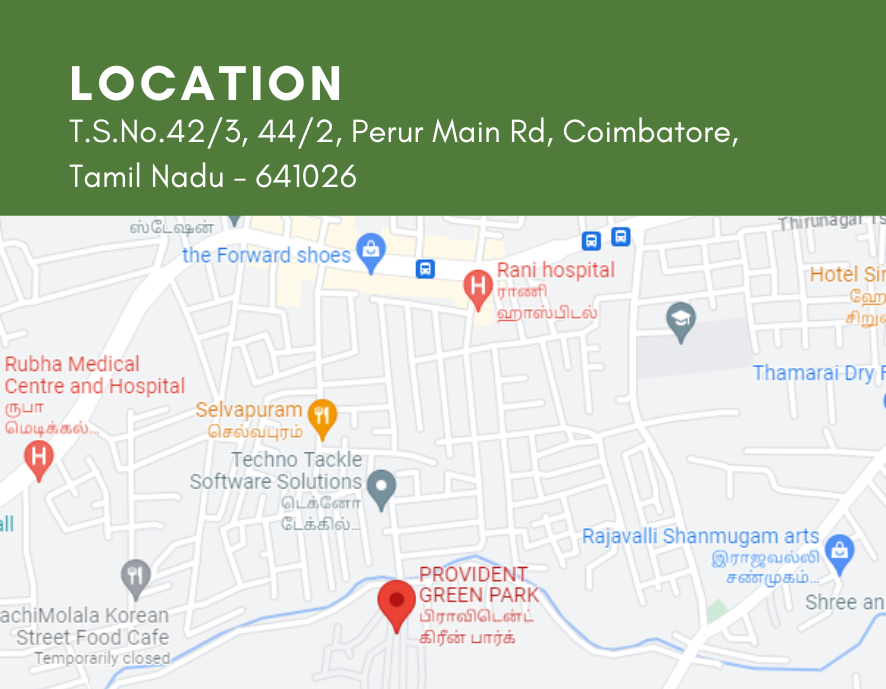 LOCATION
T.S.No.42/3, 44/2, Perur Main Rd, Coimbatore,
Tamil Nadu – 641026
ஸ்டேஷன்
Thirunagar 1s
the Forward shoes
Rani hospital
ராணி
ஹாஸ்பிடல்
Hotel Sir
ஹோ
சிறு
Rubha Medical
Centre and Hospital
ரூபா
மெடிக்கல்...
Thamarai Dry F
Selvapuram
செல்வபுரம்
Techno Tackle
Software Solutions
டெக்னோ
டேக்கில்...
all
Rajavalli Shanmugam arts
இராஜவல்லி
சண்முகம்...
PROVIDENT
GREEN PARK
பிராவிடென்ட்
கிரீன் பார்க்
achiMolala Korean
Street Food Cafe
Temporarily closed
Shree an